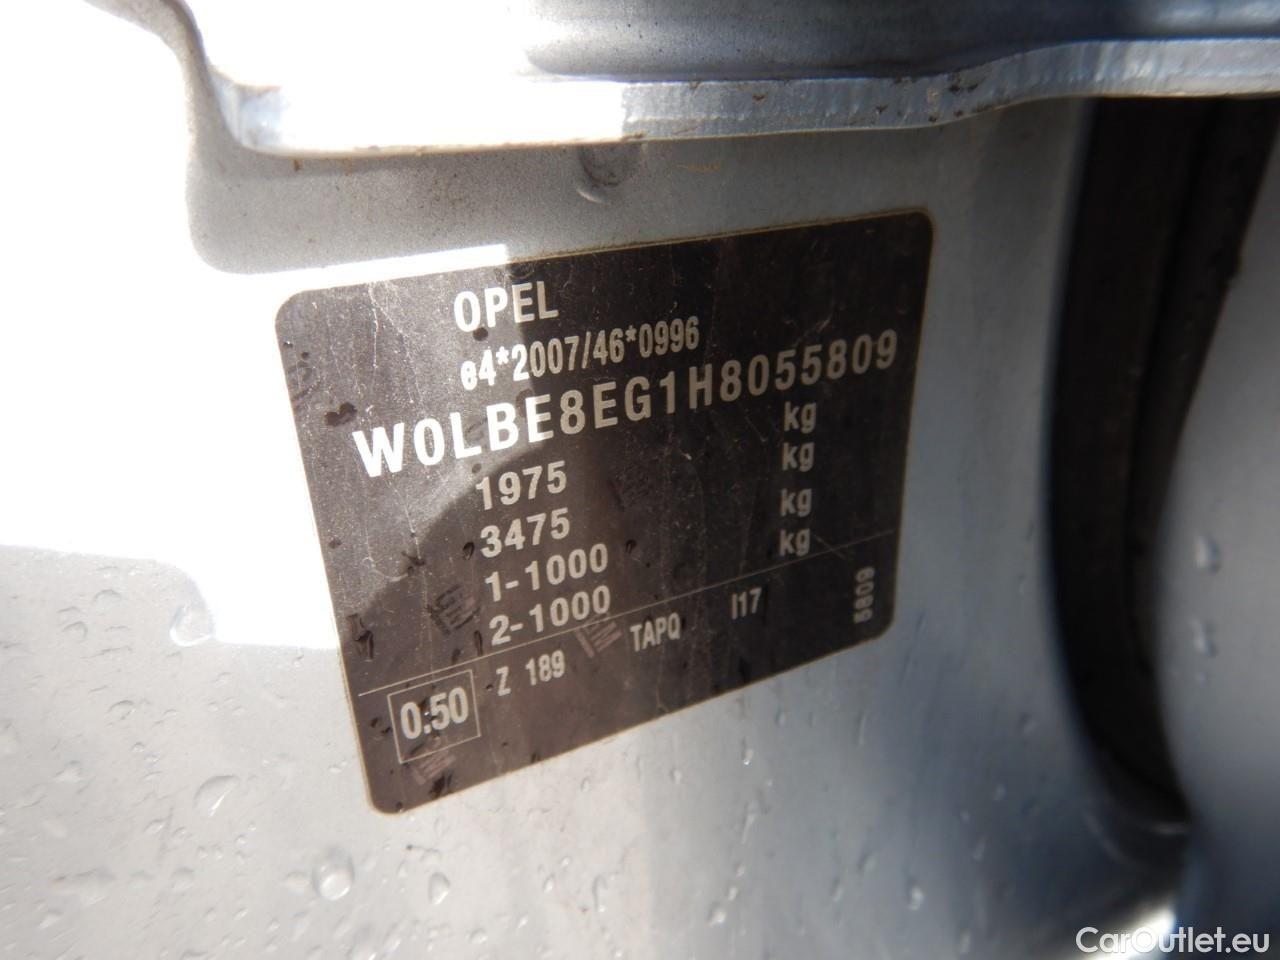 OPEL
e4*2007/46*0996
W0LBE8EG1H8055809
1975 kg
3475 kg
1-1000 kg
2-1000 kg
0.50 Z 189 TAPQ I17
5809
CarOutlet.eu